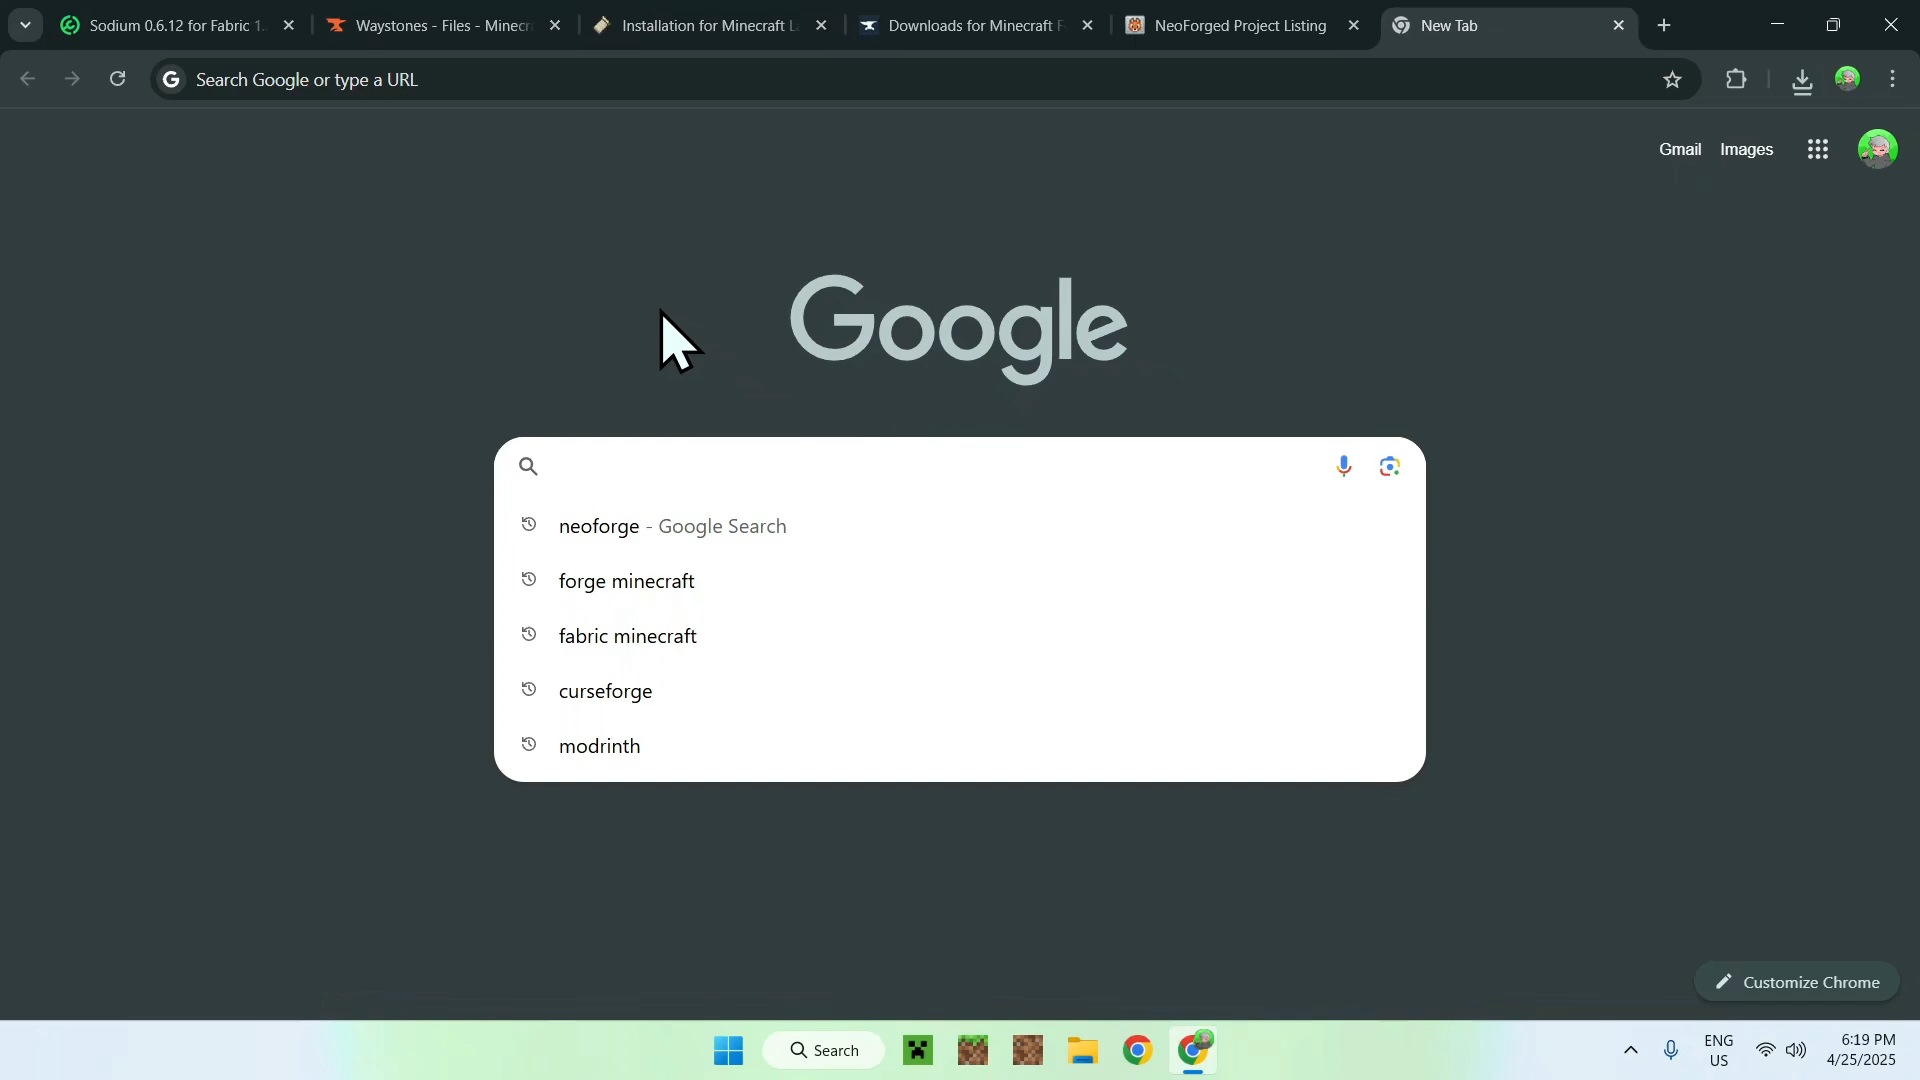 Sodium 0.6.12 for Fabric 1.
Waystones - Files - Minecr
Installation for Minecraft L
Downloads for Minecraft F
NeoForged Project Listing
New Tab
Search Google or type a URL
Gmail Images
Google
neoforge - Google Search
forge minecraft
fabric minecraft
curseforge
modrinth
Customize Chrome
Search
ENG
US
6:19 PM
4/25/2025